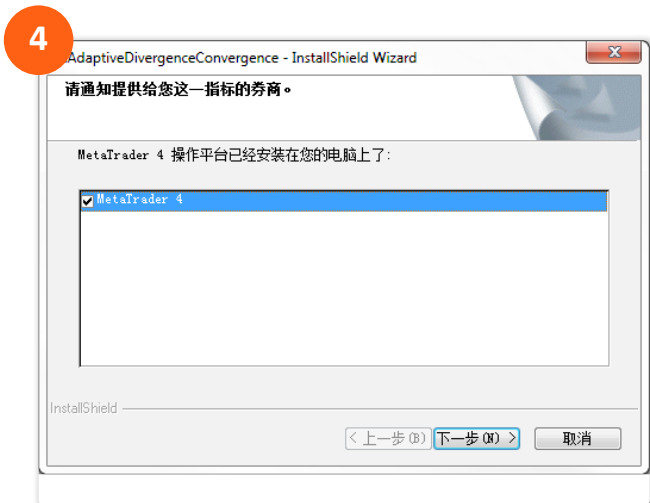 4
AdaptiveDivergenceConvergence - InstallShield Wizard
请通知提供给您这一指标的券商。
MetaTrader 4 操作平台已经安装在您的电脑上了:
MetaTrader 4
InstallShield
< 上一步(B) 下一步(N) > 取消